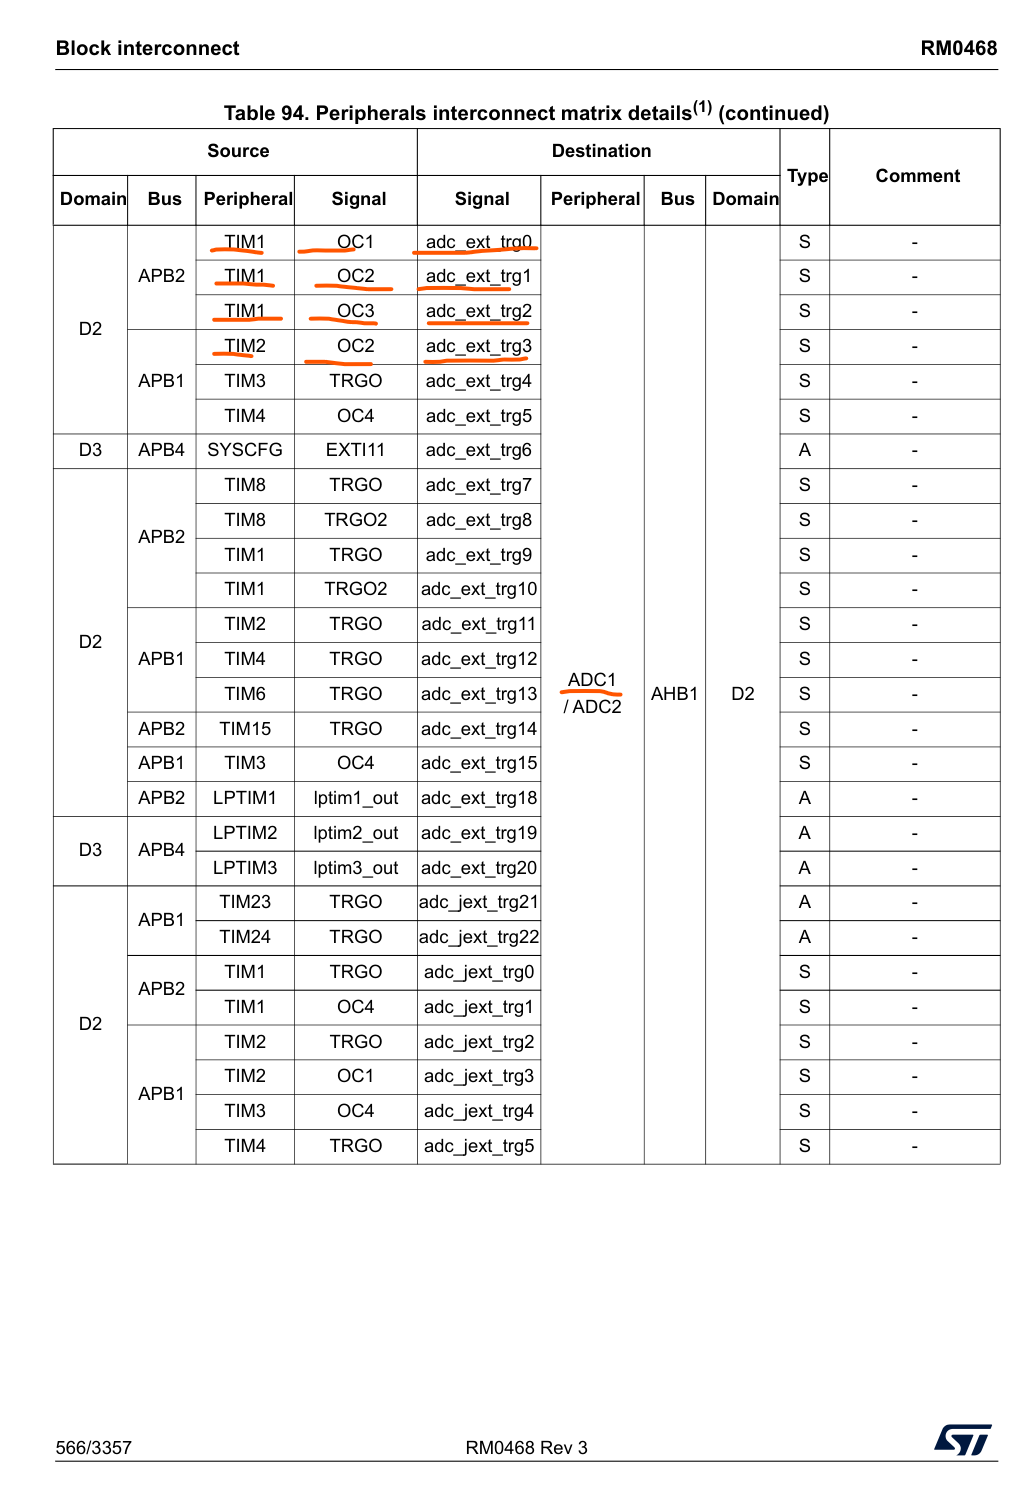 Block interconnect RM0468
Table 94. Peripherals interconnect matrix details(1) (continued)
Source Destination Type Comment
Domain Bus Peripheral Signal Signal Peripheral Bus Domain
D2 APB2 TIM1 OC1 adc_ext_trg0 ADC1 / ADC2 AHB1 D2 S -
TIM1 OC2 adc_ext_trg1 S -
TIM1 OC3 adc_ext_trg2 S -
APB1 TIM2 OC2 adc_ext_trg3 S -
TIM3 TRGO adc_ext_trg4 S -
TIM4 OC4 adc_ext_trg5 S -
D3 APB4 SYSCFG EXTI11 adc_ext_trg6 A -
D2 APB2 TIM8 TRGO adc_ext_trg7 S -
TIM8 TRGO2 adc_ext_trg8 S -
TIM1 TRGO adc_ext_trg9 S -
TIM1 TRGO2 adc_ext_trg10 S -
APB1 TIM2 TRGO adc_ext_trg11 S -
TIM4 TRGO adc_ext_trg12 S -
TIM6 TRGO adc_ext_trg13 S -
APB2 TIM15 TRGO adc_ext_trg14 S -
APB1 TIM3 OC4 adc_ext_trg15 S -
APB2 LPTIM1 lptim1_out adc_ext_trg18 A -
D3 APB4 LPTIM2 lptim2_out adc_ext_trg19 A -
LPTIM3 lptim3_out adc_ext_trg20 A -
D2 APB1 TIM23 TRGO adc_jext_trg21 A -
TIM24 TRGO adc_jext_trg22 A -
APB2 TIM1 TRGO adc_jext_trg0 S -
TIM1 OC4 adc_jext_trg1 S -
APB1 TIM2 TRGO adc_jext_trg2 S -
TIM2 OC1 adc_jext_trg3 S -
TIM3 OC4 adc_jext_trg4 S -
TIM4 TRGO adc_jext_trg5 S -
566/3357 RM0468 Rev 3 ST